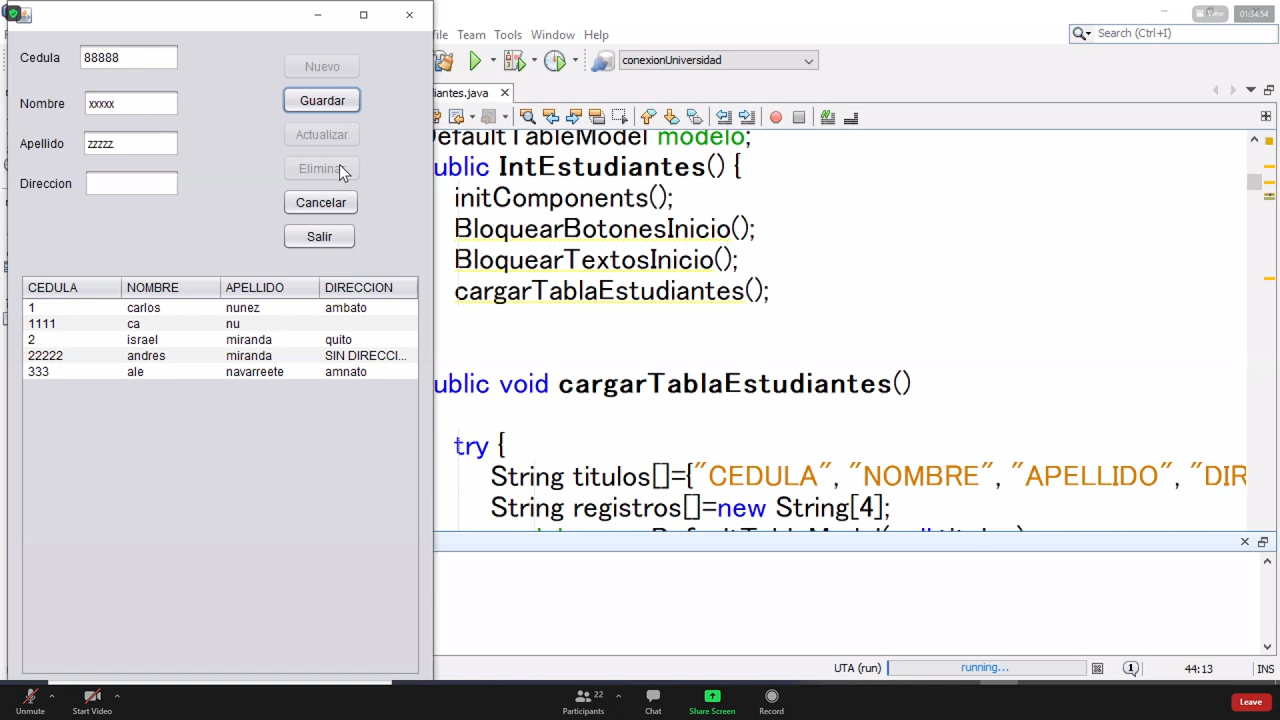 View
01:34:54
ile Team Tools Window Help
Search (Ctrl+I)
conexionUniversidad
iantes.java
Cedula 88888
Nombre xxxxx
Apellido zzzzz
Direccion
Nuevo
Guardar
Actualizar
Elimina
Cancelar
Salir
CEDULA NOMBRE APELLIDO DIRECCION
1 carlos nunez ambato
1111 ca nu
2 israel miranda quito
22222 andres miranda SIN DIRECCI...
333 ale navarreete amnato
DefaultTableModel modelo;
ublic IntEstudiantes() {
initComponents();
BloquearBotonesInicio();
BloquearTextosInicio();
cargarTablaEstudiantes();
ublic void cargarTablaEstudiantes()
try {
String titulos[]={"CEDULA", "NOMBRE", "APELLIDO", "DIR
String registros[]=new String[4];
UTA (run) running... 1 44:13 INS
Unmute
Start Video
Participants 22
Chat
Share Screen
Record
Leave